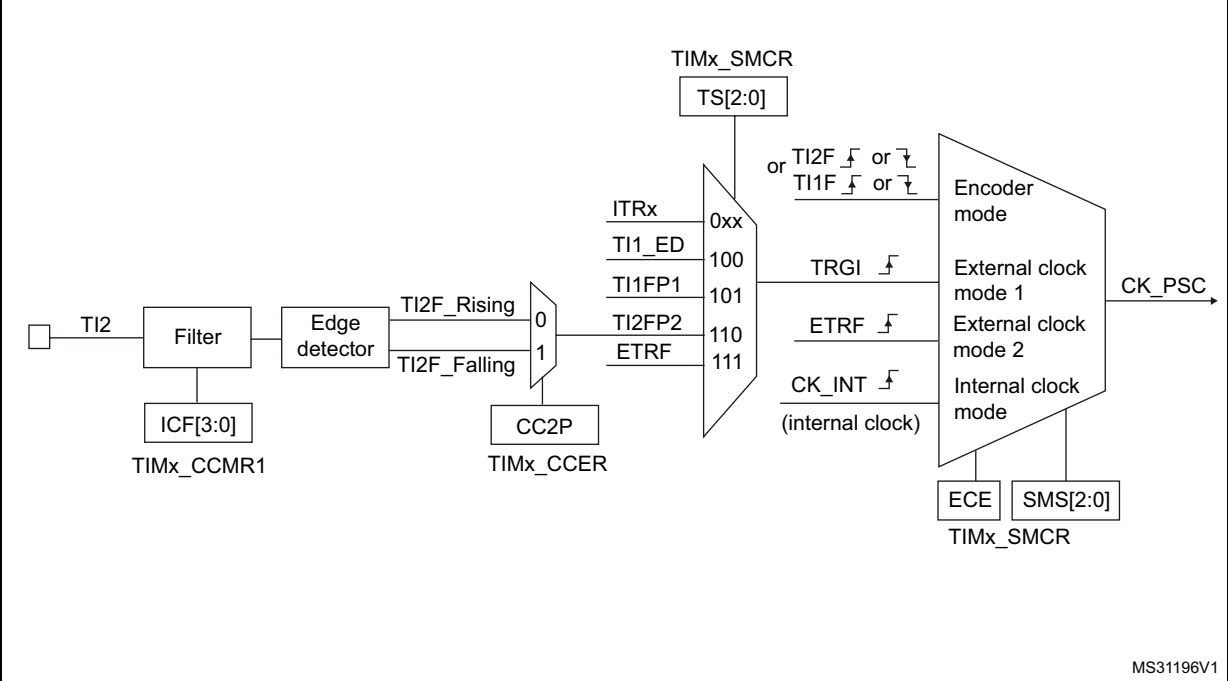 TIMx_SMCR
TS[2:0]
or TI2F or
TI1F or
Encoder
mode
ITRx
0xx
TI1_ED
100
TRGI
External clock
mode 1
TI1FP1
101
CK_PSC
TI2F_Rising
0
TI2
Filter
Edge
detector
TI2FP2
110
ETRF
External clock
mode 2
TI2F_Falling
1
ETRF
111
CK_INT
(internal clock)
Internal clock
mode
ICF[3:0]
TIMx_CCMR1
CC2P
TIMx_CCER
ECE
SMS[2:0]
TIMx_SMCR
MS31196V1